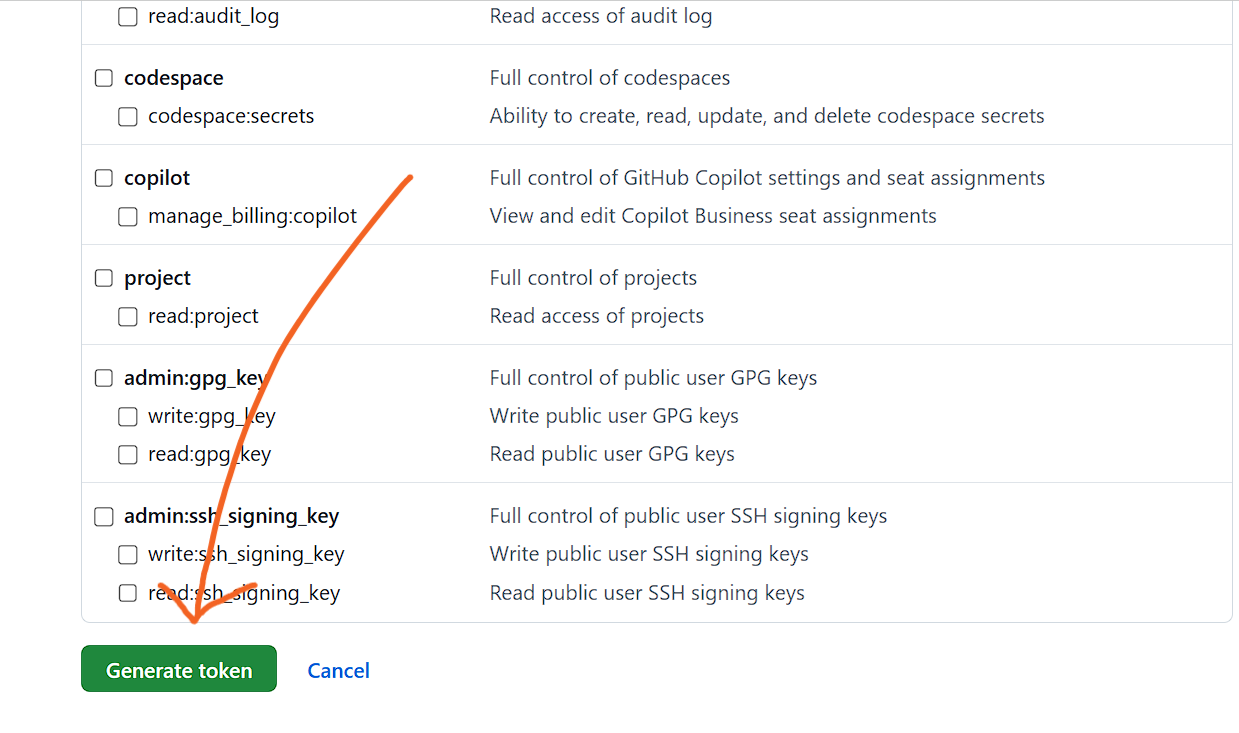 read:audit_log Read access of audit log
codespace Full control of codespaces
codespace:secrets Ability to create, read, update, and delete codespace secrets
copilot Full control of GitHub Copilot settings and seat assignments
manage_billing:copilot View and edit Copilot Business seat assignments
project Full control of projects
read:project Read access of projects
admin:gpg_key Full control of public user GPG keys
write:gpg_key Write public user GPG keys
read:gpg_key Read public user GPG keys
admin:ssh_signing_key Full control of public user SSH signing keys
write:ssh_signing_key Write public user SSH signing keys
read:ssh_signing_key Read public user SSH signing keys
Generate token Cancel